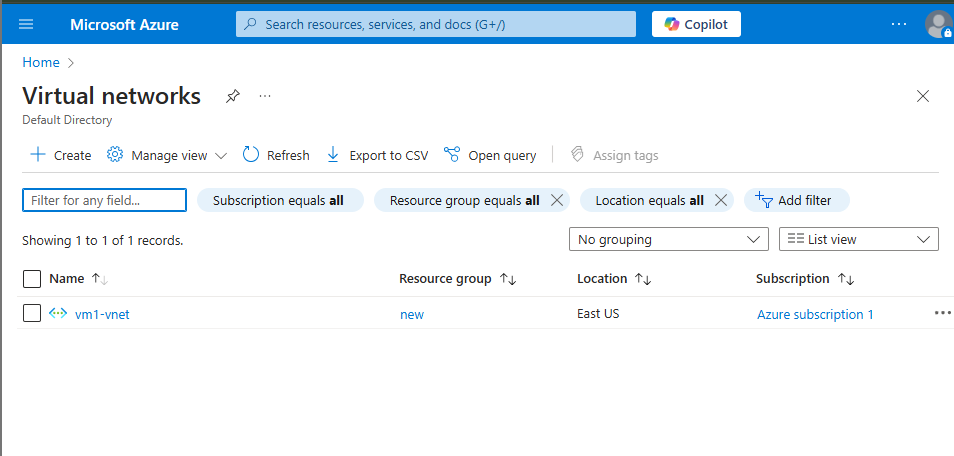 Microsoft Azure Search resources, services, and docs (G+/) Copilot ...
Home >
Virtual networks ...
Default Directory
+ Create Manage view Refresh Export to CSV Open query Assign tags
Filter for any field... Subscription equals all Resource group equals all Location equals all Add filter
Showing 1 to 1 of 1 records. No grouping List view
Name Resource group Location Subscription
vm1-vnet new East US Azure subscription 1 ...